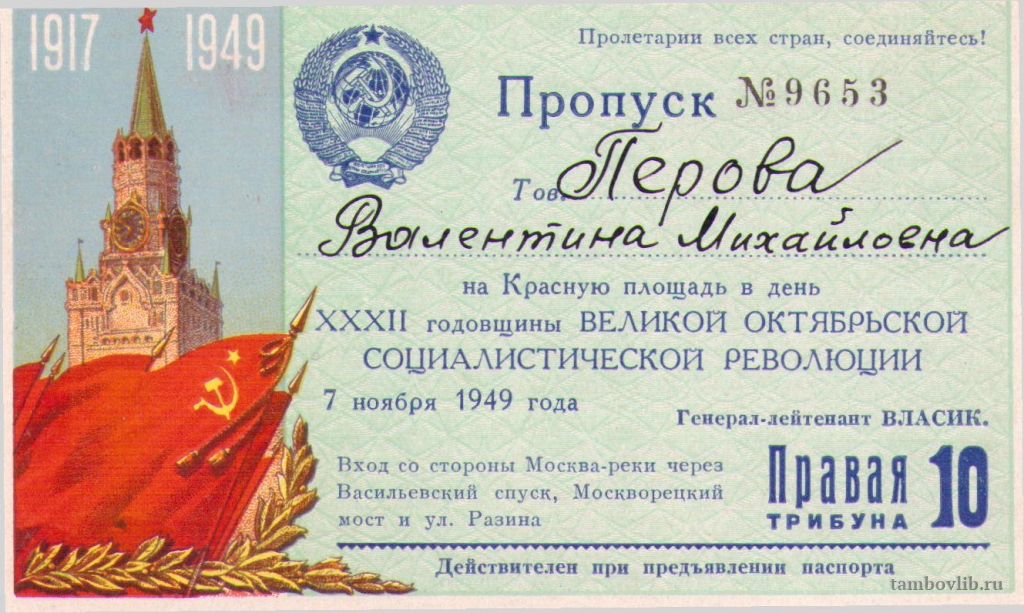 1917 1949
Пролетарии всех стран, соединяйтесь!
Пропуск №9653
Тов. Перова
Валентина Михайловна
на Красную площадь в день
XXXII годовщины ВЕЛИКОЙ ОКТЯБРЬСКОЙ
СОЦИАЛИСТИЧЕСКОЙ РЕВОЛЮЦИИ
7 ноября 1949 года
Генерал-лейтенант ВЛАСИК.
Вход со стороны Москва-реки через
Васильевский спуск, Москворецкий
мост и ул. Разина
Правая 10
ТРИБУНА
Действителен при предъявлении паспорта
tambovlib.ru